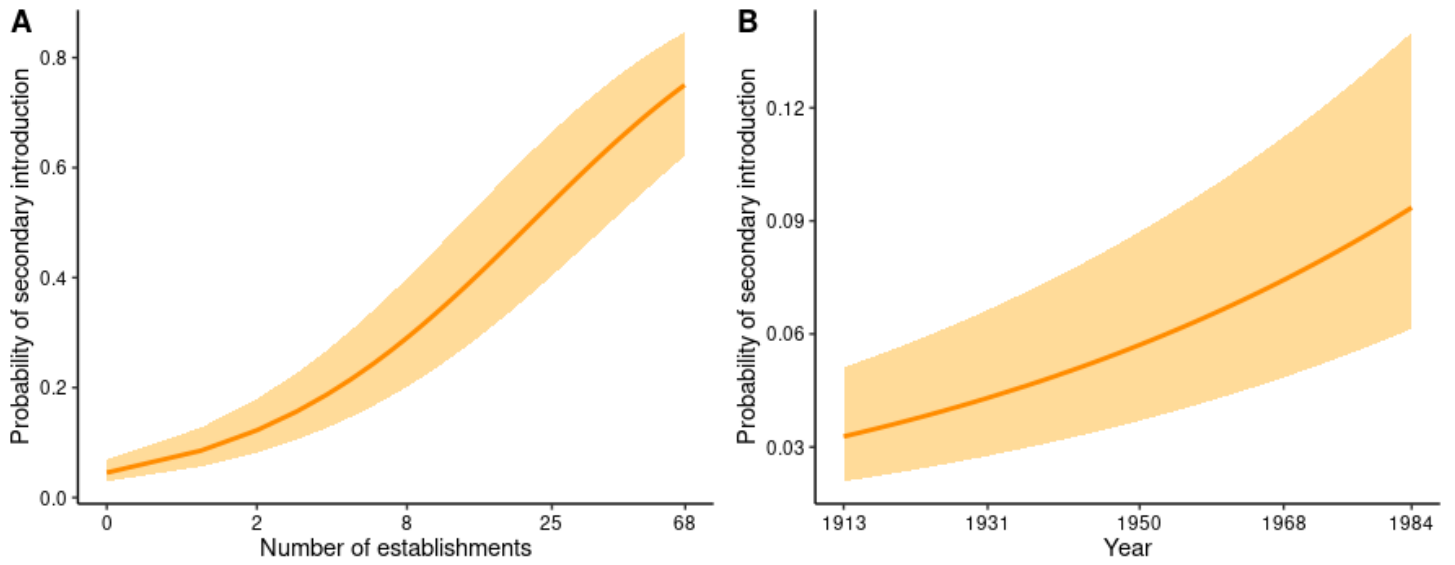 A
Probability of secondary introduction
0.8
0.6
0.4
0.2
0.0
0 2 8 25 68
Number of establishments
B
Probability of secondary introduction
0.12
0.09
0.06
0.03
1913 1931 1950 1968 1984
Year